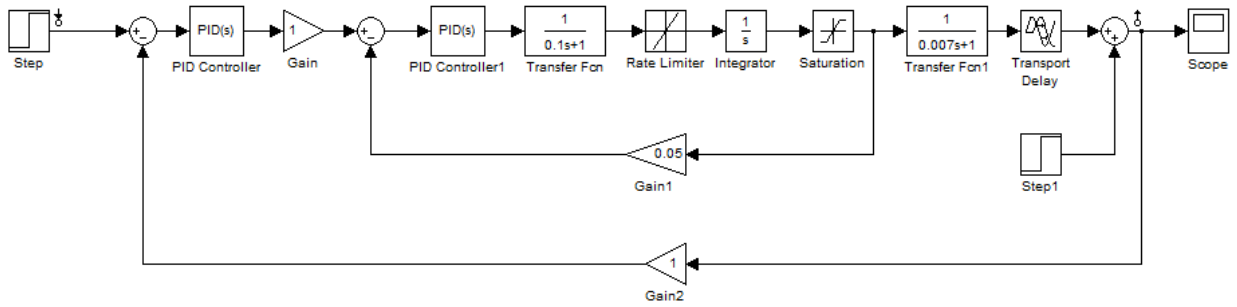 Step
PID(s)
PID Controller
1
Gain
PID(s)
PID Controller1
1
0.1s+1
Transfer Fcn
Rate Limiter
1
s
Integrator
Saturation
1
0.007s+1
Transfer Fcn1
Transport
Delay
Scope
0.05
Gain1
Step1
1
Gain2